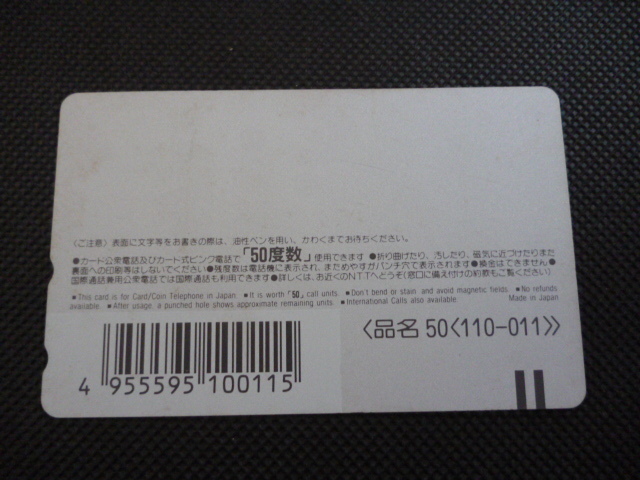 〈ご注意〉表面に文字等をお書きの際は、油性ペンを用い、かわくまでお待ちください。
●カード公衆電話及びカード式ピンク電話で「50度数」使用できます ●折り曲げたり、汚したり、磁気に近づけたりまた
裏面への印刷等はしないでください●残度数は電話機に表示され、まためやすがパンチ穴で表示されます●換金はできません●
国際通話兼用公衆電話では国際通話も利用できます●詳しくは、お近くのNTTへどうぞ(窓口に備え付けの約款もご覧ください)
■This card is for Card/Coin Telephone in Japan ■It is worth「50」call units ■Don't bend or stain and avoid magnetic fields. ■No refunds
available. ■After usage, a punched hole shows approximate remaining units ■International Calls also available. Made in Japan
〈品名 50〈110-011〉〉
4 955595 100115